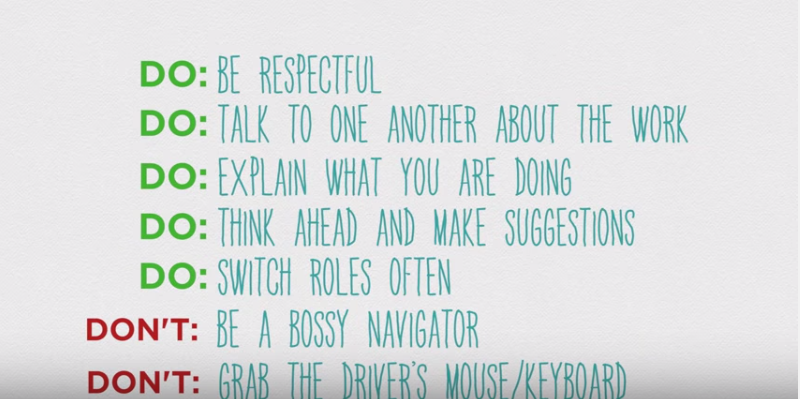 DO: BE RESPECTFUL
DO: TALK TO ONE ANOTHER ABOUT THE WORK
DO: EXPLAIN WHAT YOU ARE DOING
DO: THINK AHEAD AND MAKE SUGGESTIONS
DO: SWITCH ROLES OFTEN
DON'T: BE A BOSSY NAVIGATOR
DON'T: GRAB THE DRIVER'S MOUSE/KEYBOARD